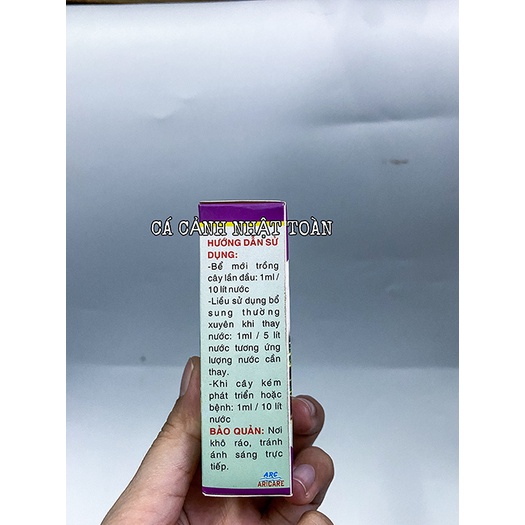 CÁ CẢNH NHẬT TOÀN
HƯỚNG DẪN SỬ
DỤNG:
-Bể mới trồng
cây lần đầu: 1ml /
10 lít nước
-Liều sử dụng bổ
sung thường
xuyên khi thay
nước: 1ml / 5 lít
nước tương ứng
lượng nước cần
thay.
-Khi cây kém
phát triển hoặc
bệnh: 1ml / 10 lít
nước
BẢO QUẢN: Nơi
khô ráo, tránh
ánh sáng trực
tiếp.
ARC
ARICARE